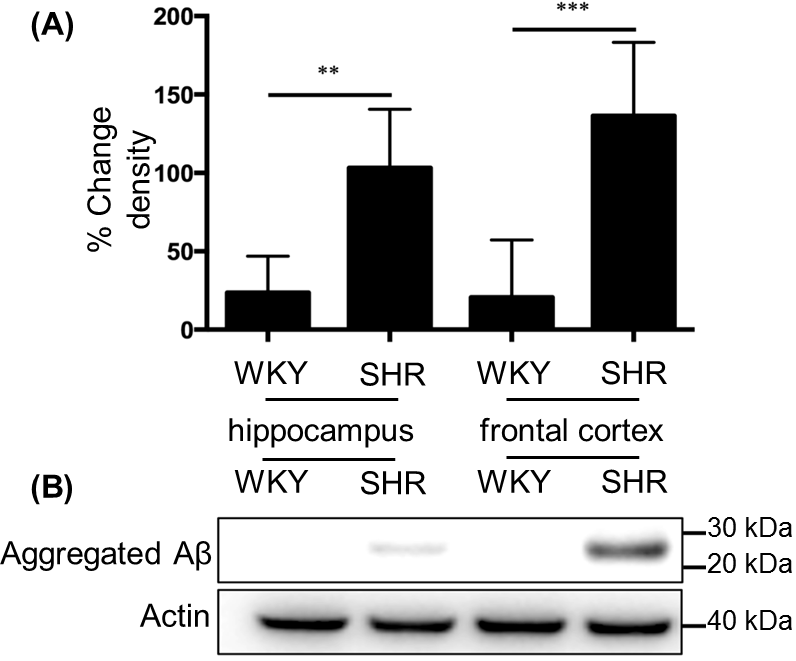 (A)
200
150
100
50
0
% Change
density
**
***
WKY SHR WKY SHR
hippocampus frontal cortex
(B)
WKY SHR WKY SHR
Aggregated Aβ
30 kDa
20 kDa
Actin
40 kDa